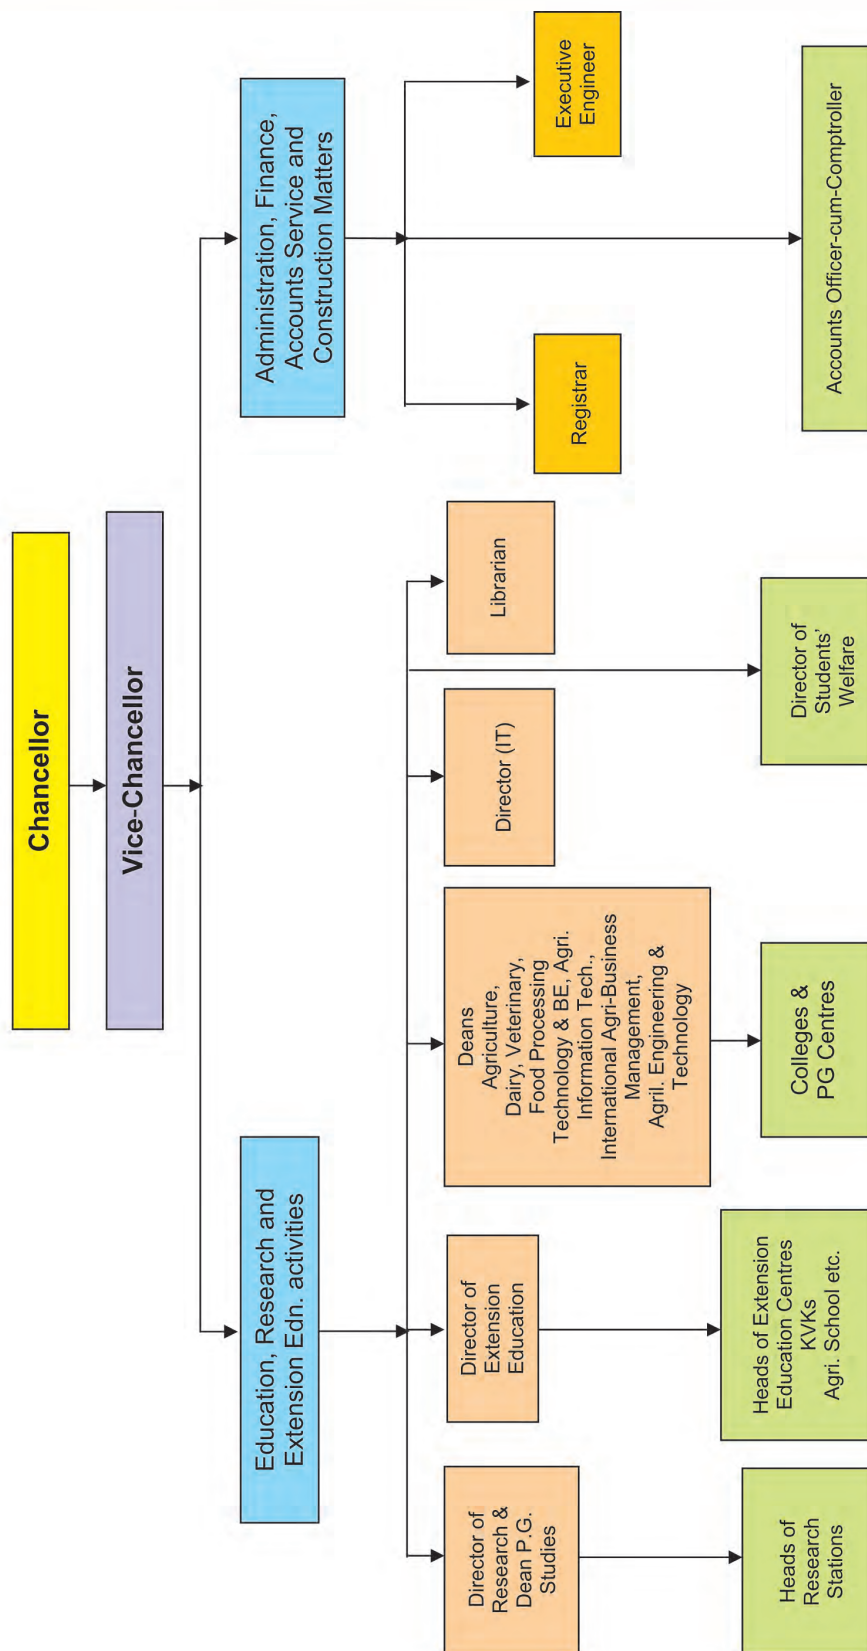 Chancellor
Vice-Chancellor
Education, Research and
Extension Edn. activities
Administration, Finance,
Accounts Service and
Construction Matters
Director of
Research &
Dean P.G.
Studies
Director of
Extension
Education
Deans
Agriculture,
Dairy, Veterinary,
Food Processing
Technology & BE, Agri.
Information Tech.,
International Agri-Business
Management,
Agril. Engineering &
Technology
Director (IT)
Librarian
Registrar
Executive
Engineer
Heads of
Research
Stations
Heads of Extension
Education Centres
KVKs
Agri. School etc.
Colleges &
PG Centres
Director of
Students’
Welfare
Accounts Officer-cum-Comptroller